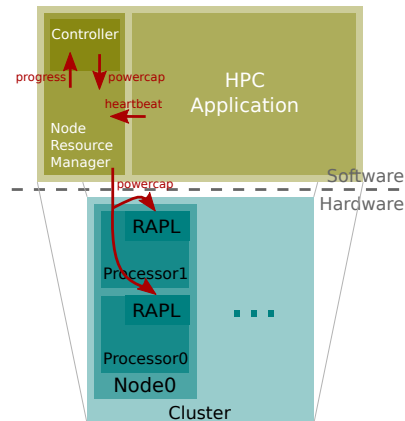 Controller
progress
powercap
HPC
Application
heartbeat
Node
Resource
Manager
Software
powercap
Hardware
RAPL
Processor1
RAPL
...
Processor0
Node0
Cluster